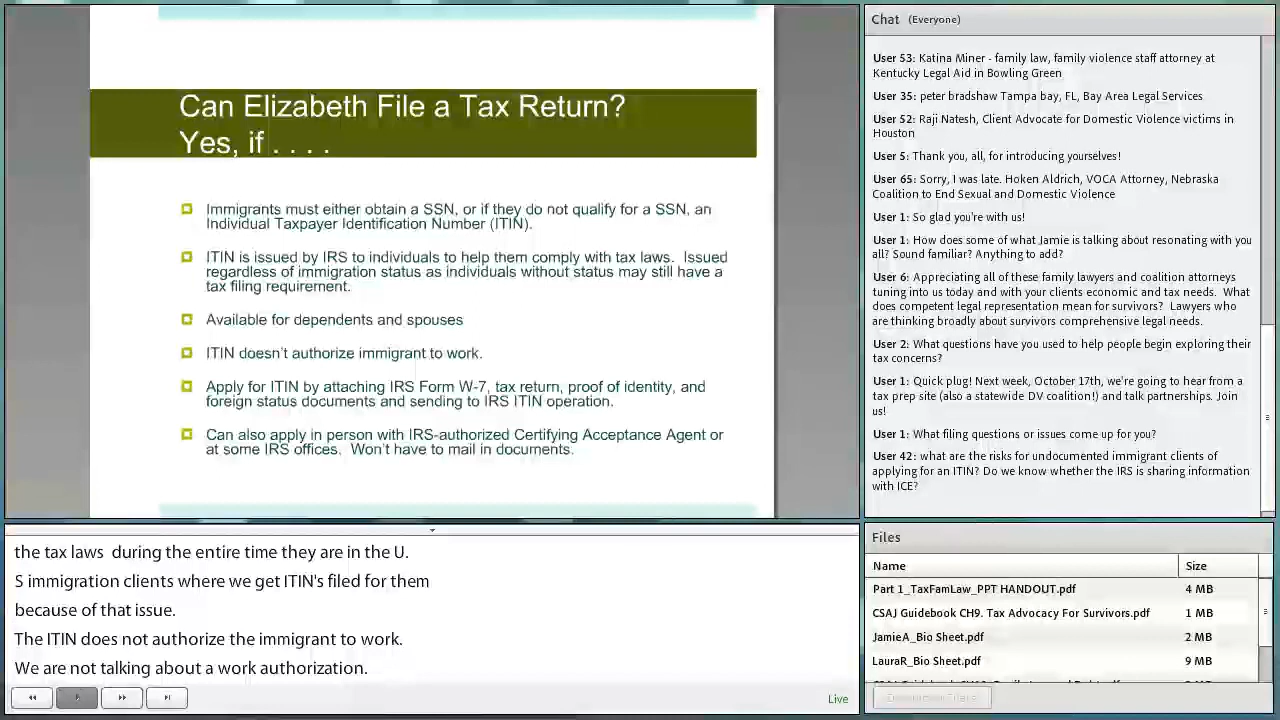 Can Elizabeth File a Tax Return?
Yes, if . . . .
Immigrants must either obtain a SSN, or if they do not qualify for a SSN, an
Individual Taxpayer Identification Number (ITIN).
ITIN is issued by IRS to individuals to help them comply with tax laws. Issued
regardless of immigration status as individuals without status may still have a
tax filing requirement.
Available for dependents and spouses
ITIN doesn't authorize immigrant to work.
Apply for ITIN by attaching IRS Form W-7, tax return, proof of identity, and
foreign status documents and sending to IRS ITIN operation.
Can also apply in person with IRS-authorized Certifying Acceptance Agent or
at some IRS offices. Won't have to mail in documents.
the tax laws during the entire time they are in the U.
S immigration clients where we get ITIN's filed for them
because of that issue.
The ITIN does not authorize the immigrant to work.
We are not talking about a work authorization.
Live
Chat (Everyone)
User 53: Katina Miner - family law, family violence staff attorney at
Kentucky Legal Aid in Bowling Green
User 35: peter bradshaw Tampa bay, FL, Bay Area Legal Services
User 52: Raji Natesh, Client Advocate for Domestic Violence victims in
Houston
User 5: Thank you, all, for introducing yourselves!
User 65: Sorry, I was late. Hoken Aldrich, VOCA Attorney, Nebraska
Coalition to End Sexual and Domestic Violence
User 1: So glad you're with us!
User 1: How does some of what Jamie is talking about resonating with you
all? Sound familiar? Anything to add?
User 6: Appreciating all of these family lawyers and coalition attorneys
tuning into us today and with your clients economic and tax needs. What
does competent legal representation mean for survivors? Lawyers who
are thinking broadly about survivors comprehensive legal needs.
User 2: What questions have you used to help people begin exploring their
tax concerns?
User 1: Quick plug! Next week, October 17th, we're going to hear from a
tax prep site (also a statewide DV coalition!) and talk partnerships. Join
us!
User 1: What filing questions or issues come up for you?
User 42: what are the risks for undocumented immigrant clients of
applying for an ITIN? Do we know whether the IRS is sharing information
with ICE?
Files
Name Size
Part 1_TaxFamLaw_PPT HANDOUT.pdf 4 MB
CSAJ Guidebook CH9. Tax Advocacy For Survivors.pdf 1 MB
JamieA_Bio Sheet.pdf 2 MB
LauraR_Bio Sheet.pdf 9 MB